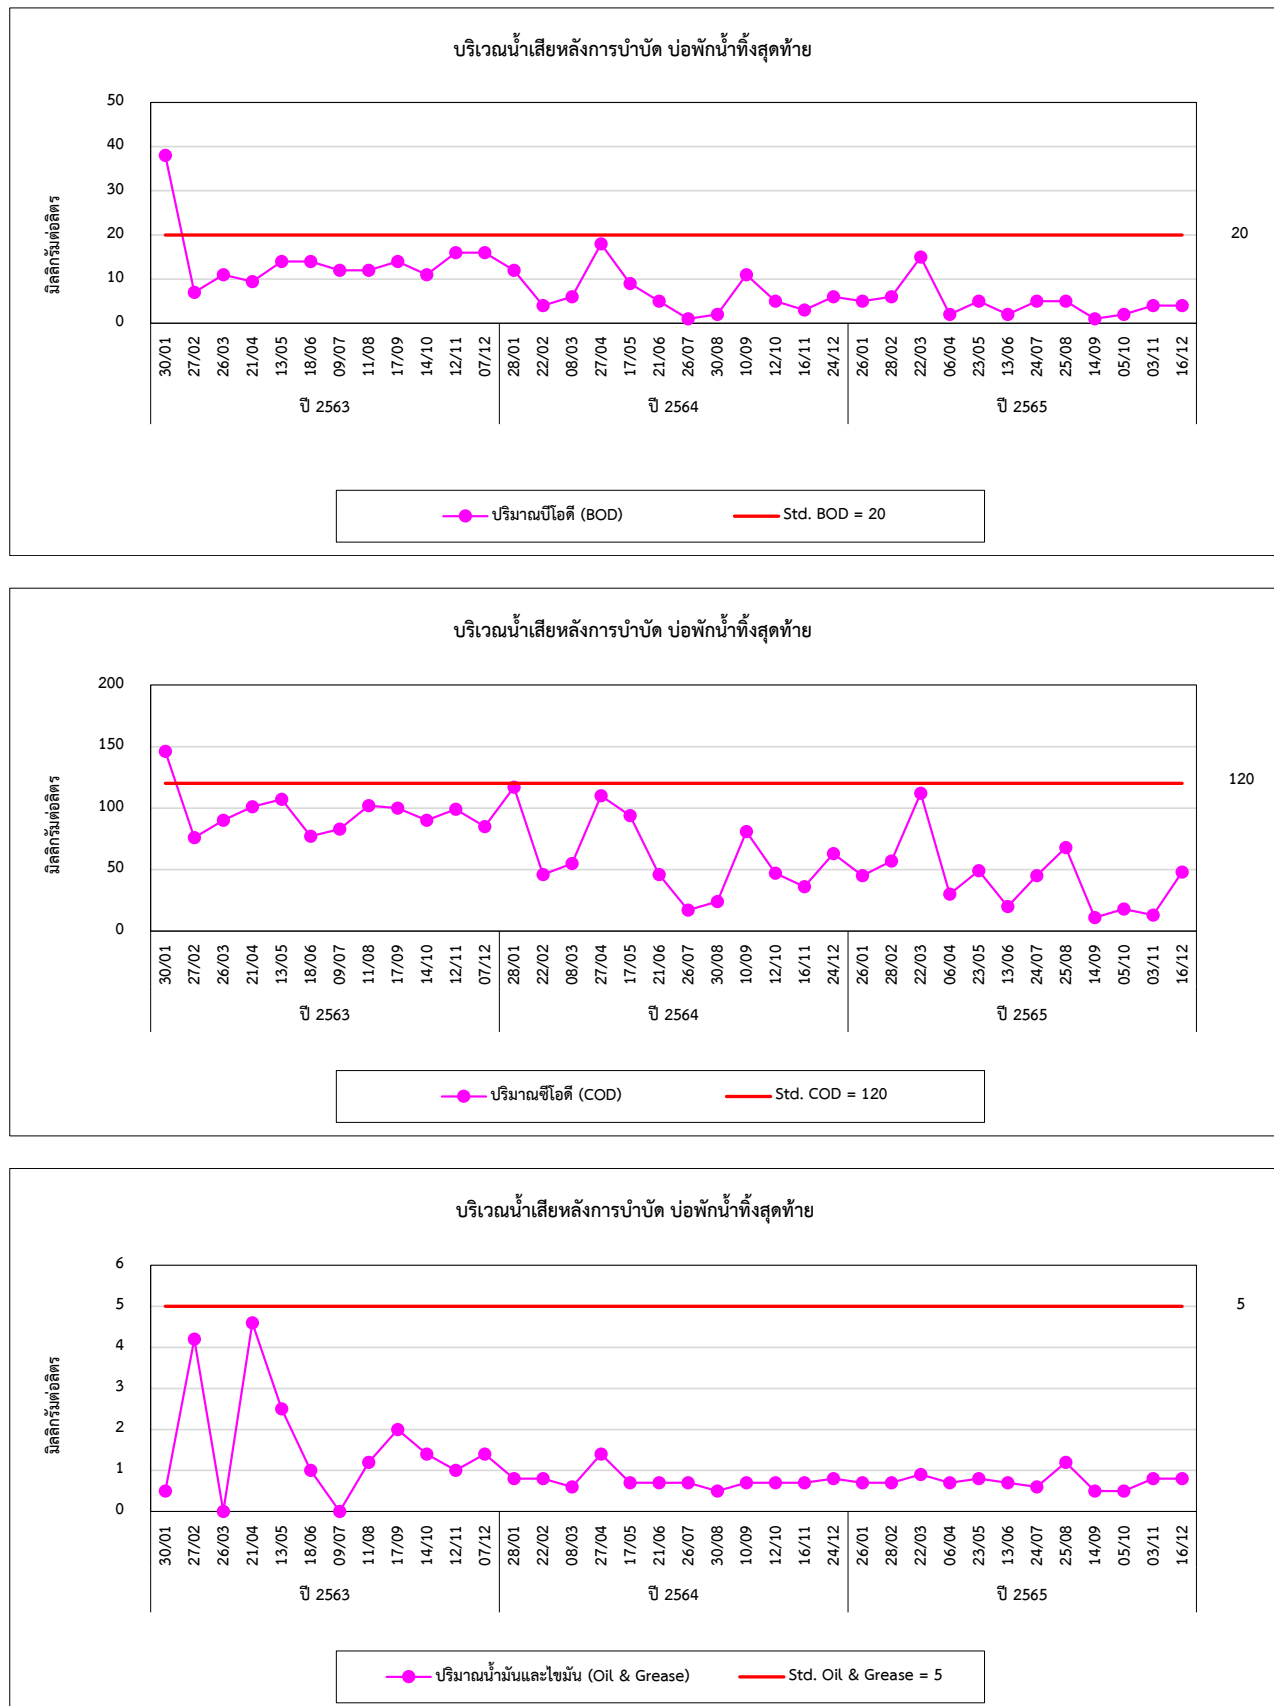 บริเวณน้ำเสียหลังการบำบัด บ่อพักน้ำทิ้งสุดท้าย
มิลลิกรัมต่อลิตร
50
40
30
20
10
0
20
30/01 27/02 26/03 21/04 13/05 18/06 09/07 11/08 17/09 14/10 12/11 07/12 28/01 22/02 08/03 27/04 17/05 21/06 26/07 30/08 10/09 12/10 16/11 24/12 26/01 28/02 22/03 06/04 23/05 13/06 24/07 25/08 14/09 05/10 03/11 16/12
ปี 2563 ปี 2564 ปี 2565
ปริมาณบีโอดี (BOD) Std. BOD = 20
บริเวณน้ำเสียหลังการบำบัด บ่อพักน้ำทิ้งสุดท้าย
มิลลิกรัมต่อลิตร
200
150
100
50
0
120
30/01 27/02 26/03 21/04 13/05 18/06 09/07 11/08 17/09 14/10 12/11 07/12 28/01 22/02 08/03 27/04 17/05 21/06 26/07 30/08 10/09 12/10 16/11 24/12 26/01 28/02 22/03 06/04 23/05 13/06 24/07 25/08 14/09 05/10 03/11 16/12
ปี 2563 ปี 2564 ปี 2565
ปริมาณซีโอดี (COD) Std. COD = 120
บริเวณน้ำเสียหลังการบำบัด บ่อพักน้ำทิ้งสุดท้าย
มิลลิกรัมต่อลิตร
6
5
4
3
2
1
0
5
30/01 27/02 26/03 21/04 13/05 18/06 09/07 11/08 17/09 14/10 12/11 07/12 28/01 22/02 08/03 27/04 17/05 21/06 26/07 30/08 10/09 12/10 16/11 24/12 26/01 28/02 22/03 06/04 23/05 13/06 24/07 25/08 14/09 05/10 03/11 16/12
ปี 2563 ปี 2564 ปี 2565
ปริมาณน้ำมันและไขมัน (Oil & Grease) Std. Oil & Grease = 5